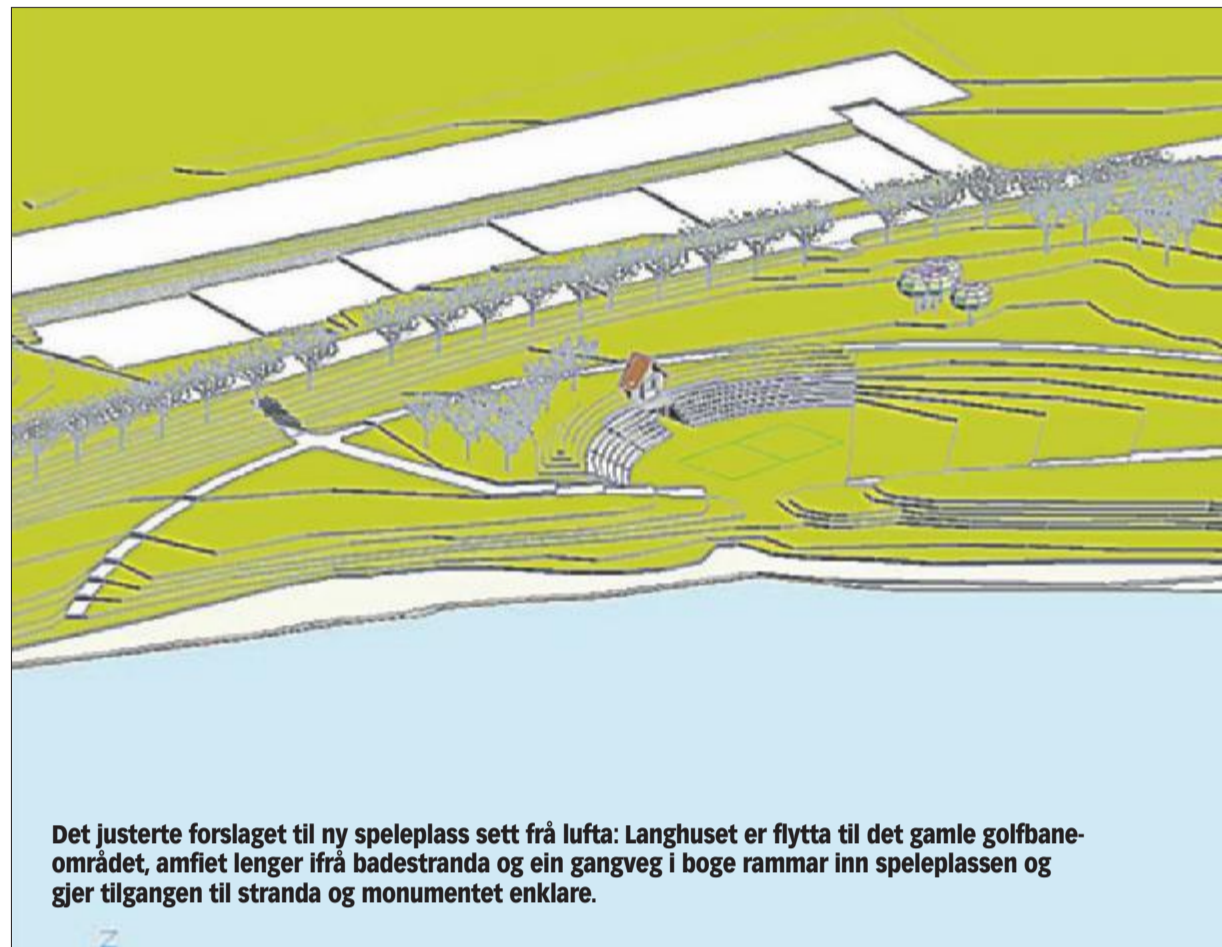 Det justerte forslaget til ny speleplass sett frå lufta: Langhuset er flytta til det gamle golfbane-
området, amfiet lenger ifrå badestranda og ein gangveg i boge rammar inn speleplassen og
gjer tilgangen til stranda og monumentet enklare.
Z